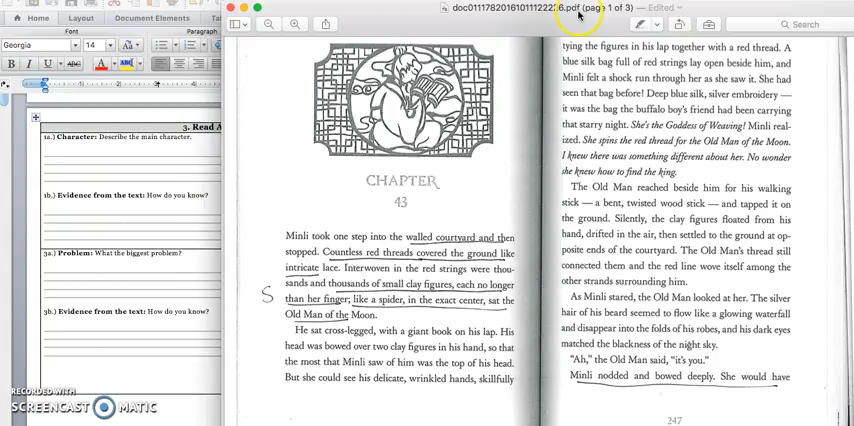 doc01117820161011122226.pdf (page 1 of 3) — Edited
Search
Home Layout Document Elements
Font Paragraph
Georgia 14
B I U ABC
3. Read A
1a.) Character: Describe the main character.
1b.) Evidence from the text: How do you know?
3a.) Problem: What the biggest problem?
3b.) Evidence from the text: How do you know?
RECORDED WITH
SCREENCAST MATIC
CHAPTER
43
Minli took one step into the walled courtyard and then
stopped. Countless red threads covered the ground like
intricate lace. Interwoven in the red strings were thou-
sands and thousands of small clay figures, each no longer
than her finger; like a spider, in the exact center, sat the
Old Man of the Moon.
He sat cross-legged, with a giant book on his lap. His
head was bowed over two clay figures in his hand, so that
the most that Minli saw of him was the top of his head.
But she could see his delicate, wrinkled hands, skillfully
S
tying the figures in his lap together with a red thread. A
blue silk bag full of red strings lay open beside him, and
Minli felt a shock run through her as she saw it. She had
seen that bag before! Deep blue silk, silver embroidery —
it was the bag the buffalo boy's friend had been carrying
that starry night. She's the Goddess of Weaving! Minli real-
ized. She spins the red thread for the Old Man of the Moon.
I knew there was something different about her. No wonder
she knew how to find the king.
The Old Man reached beside him for his walking
stick — a bent, twisted wood stick — and tapped it on
the ground. Silently, the clay figures floated from his
hand, drifted in the air, then settled to the ground at op-
posite ends of the courtyard. The Old Man's thread still
connected them and the red line wove itself among the
other strands surrounding him.
As Minli stared, the Old Man looked at her. The silver
hair of his beard seemed to flow like a glowing waterfall
and disappear into the folds of his robes, and his dark eyes
matched the blackness of the night sky.
"Ah," the Old Man said, "it's you."
Minli nodded and bowed deeply. She would have
247